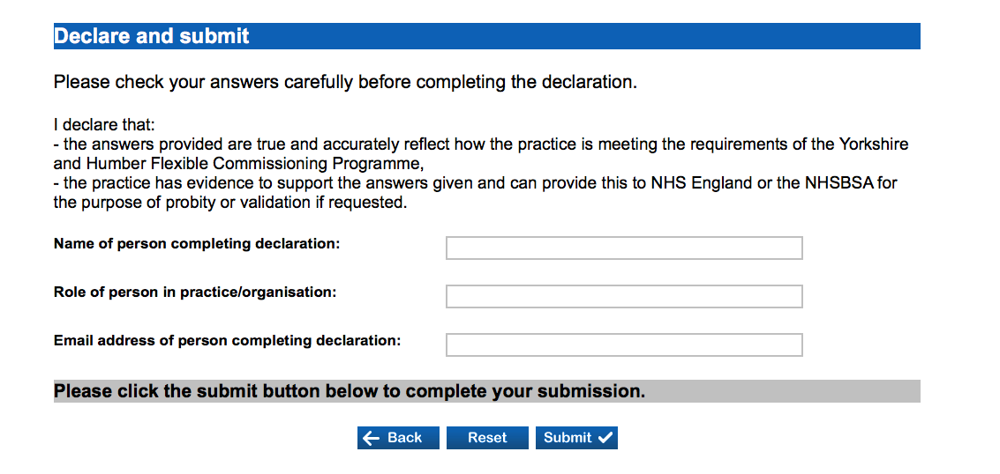 Declare and submit
Please check your answers carefully before completing the declaration.
I declare that:
- the answers provided are true and accurately reflect how the practice is meeting the requirements of the Yorkshire
and Humber Flexible Commissioning Programme,
- the practice has evidence to support the answers given and can provide this to NHS England or the NHSBSA for
the purpose of probity or validation if requested.
Name of person completing declaration:
Role of person in practice/organisation:
Email address of person completing declaration:
Please click the submit button below to complete your submission.
Back Reset Submit